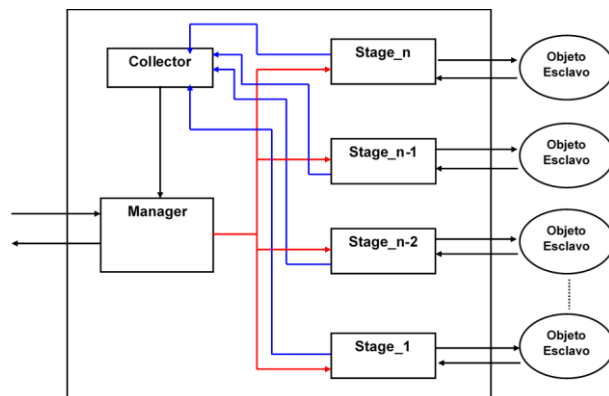 Stage_n
Objeto
Esclavo
Collector
Stage_n-1
Objeto
Esclavo
Manager
Stage_n-2
Objeto
Esclavo
Stage_1
Objeto
Esclavo